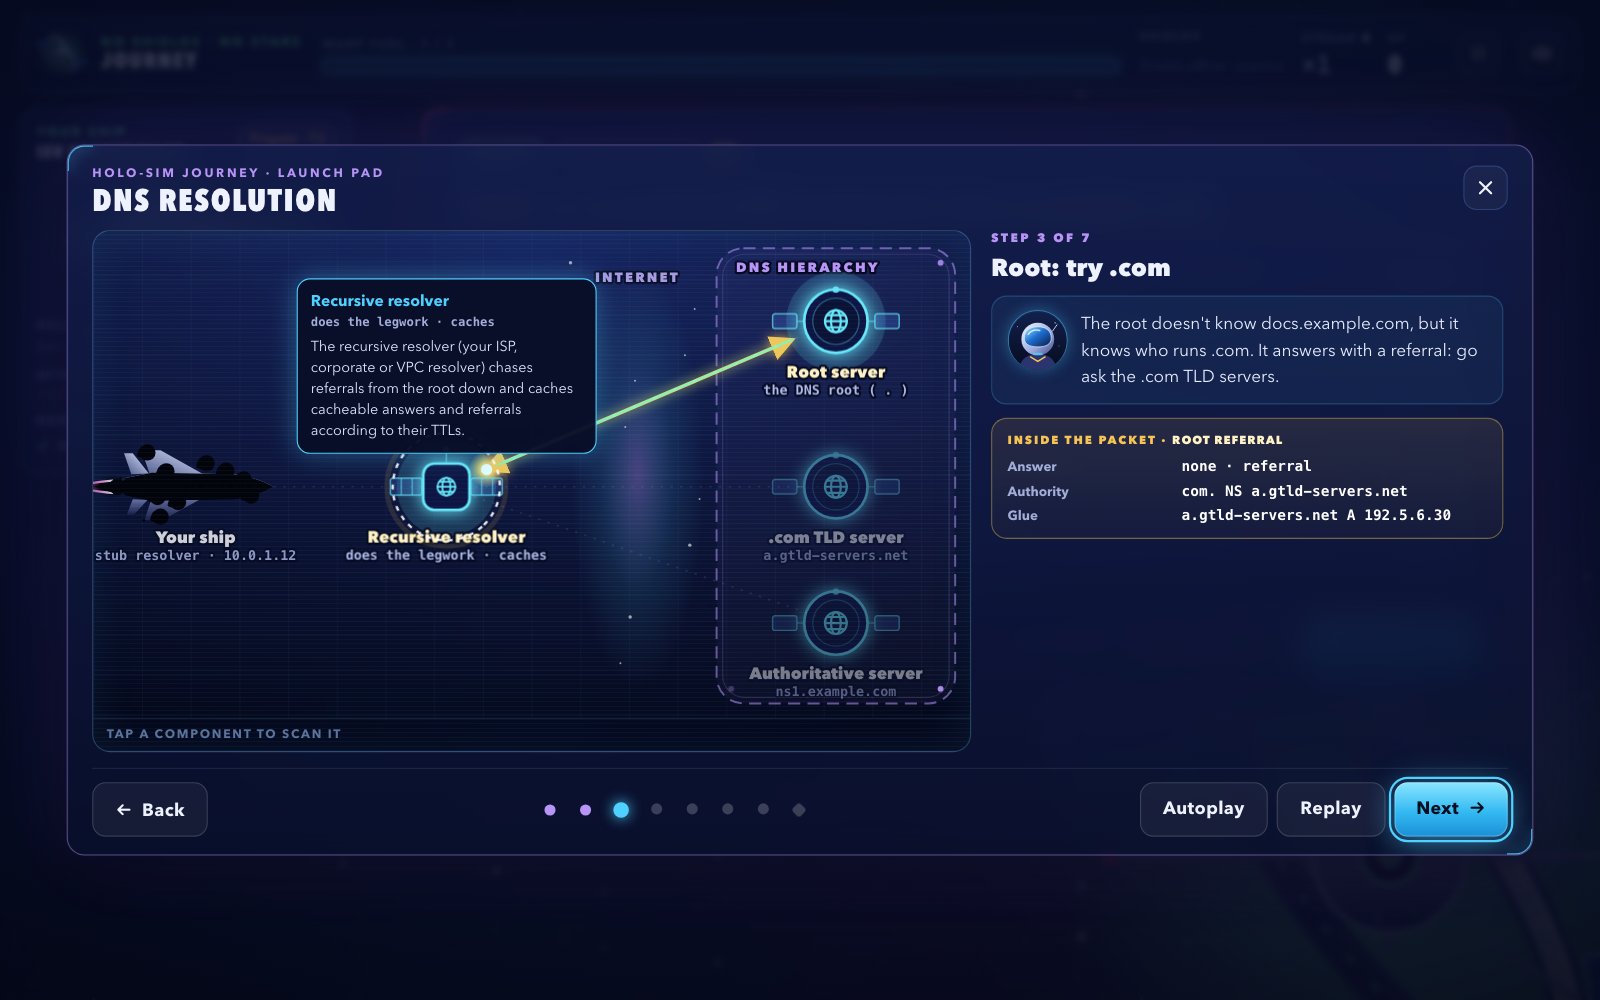 JOURNEY
HOLO-SIM JOURNEY · LAUNCH PAD
DNS RESOLUTION
INTERNET
DNS HIERARCHY
Recursive resolver
does the legwork · caches
The recursive resolver (your ISP,
corporate or VPC resolver) chases
referrals from the root down and caches
cacheable answers and referrals
according to their TTLs.
Root server
the DNS root ( . )
Your ship
stub resolver · 10.0.1.12
Recursive resolver
does the legwork · caches
.com TLD server
a.gtld-servers.net
Authoritative server
ns1.example.com
TAP A COMPONENT TO SCAN IT
STEP 3 OF 7
Root: try .com
The root doesn't know docs.example.com, but it
knows who runs .com. It answers with a referral: go
ask the .com TLD servers.
INSIDE THE PACKET · ROOT REFERRAL
Answer none · referral
Authority com. NS a.gtld-servers.net
Glue a.gtld-servers.net A 192.5.6.30
← Back
Autoplay
Replay
Next →